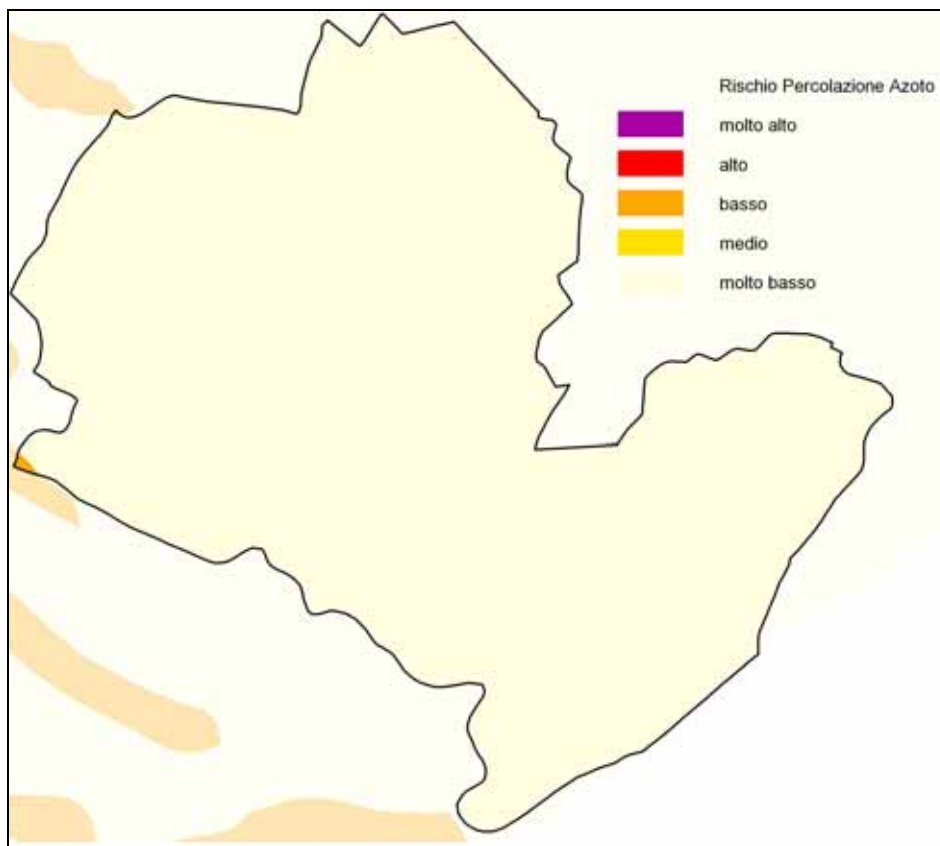 Rischio Percolazione Azoto
molto alto
alto
basso
medio
molto basso